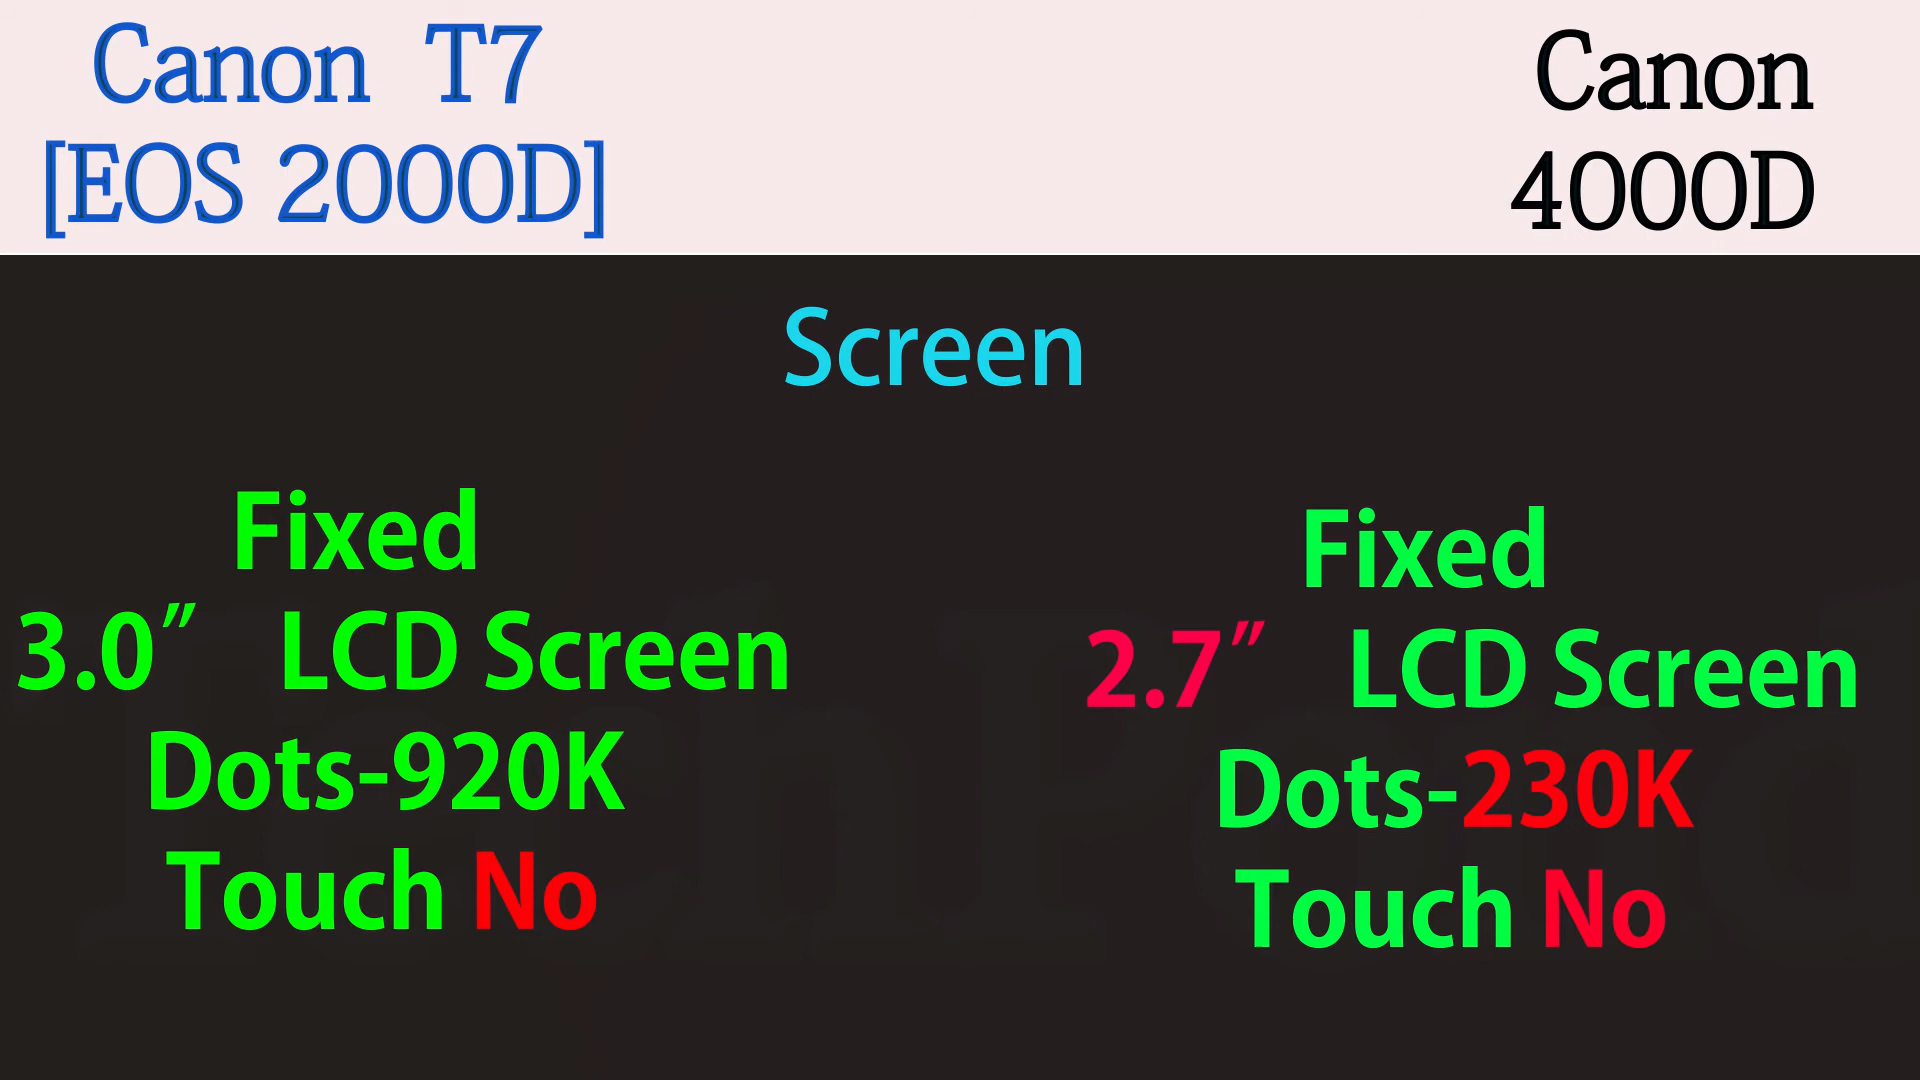 Canon T7
[EOS 2000D]
Canon
4000D
Screen
Fixed
3.0″ LCD Screen
Dots-920K
Touch No
Fixed
2.7″ LCD Screen
Dots-230K
Touch No